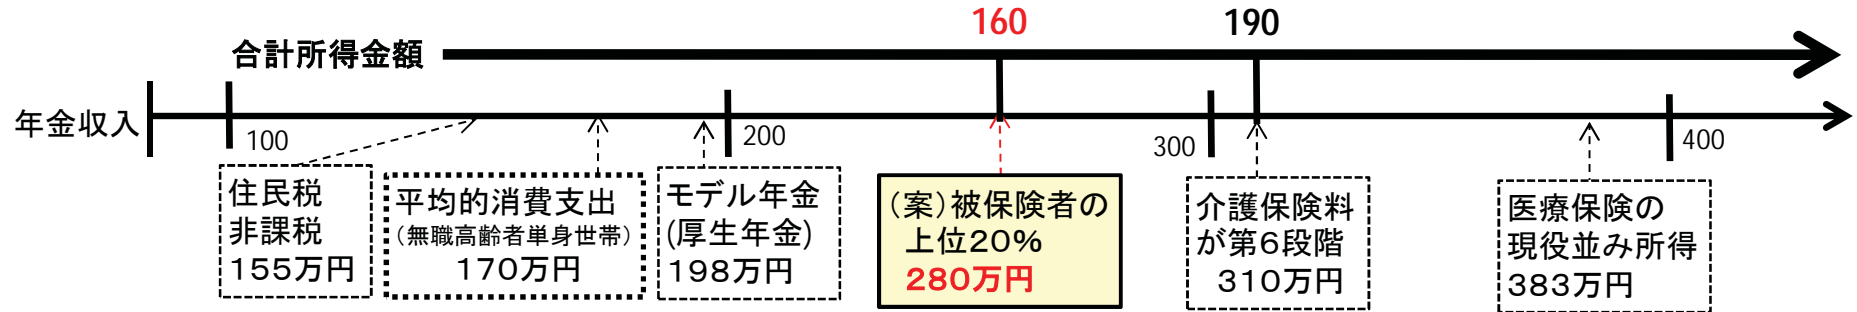 160
190
合計所得金額
年金収入
100
200
300
400
住民税
非課税
155万円
平均的消費支出
(無職高齢者単身世帯)
170万円
モデル年金
(厚生年金)
198万円
(案)被保険者の
上位20%
280万円
介護保険料
が第6段階
310万円
医療保険の
現役並み所得
383万円